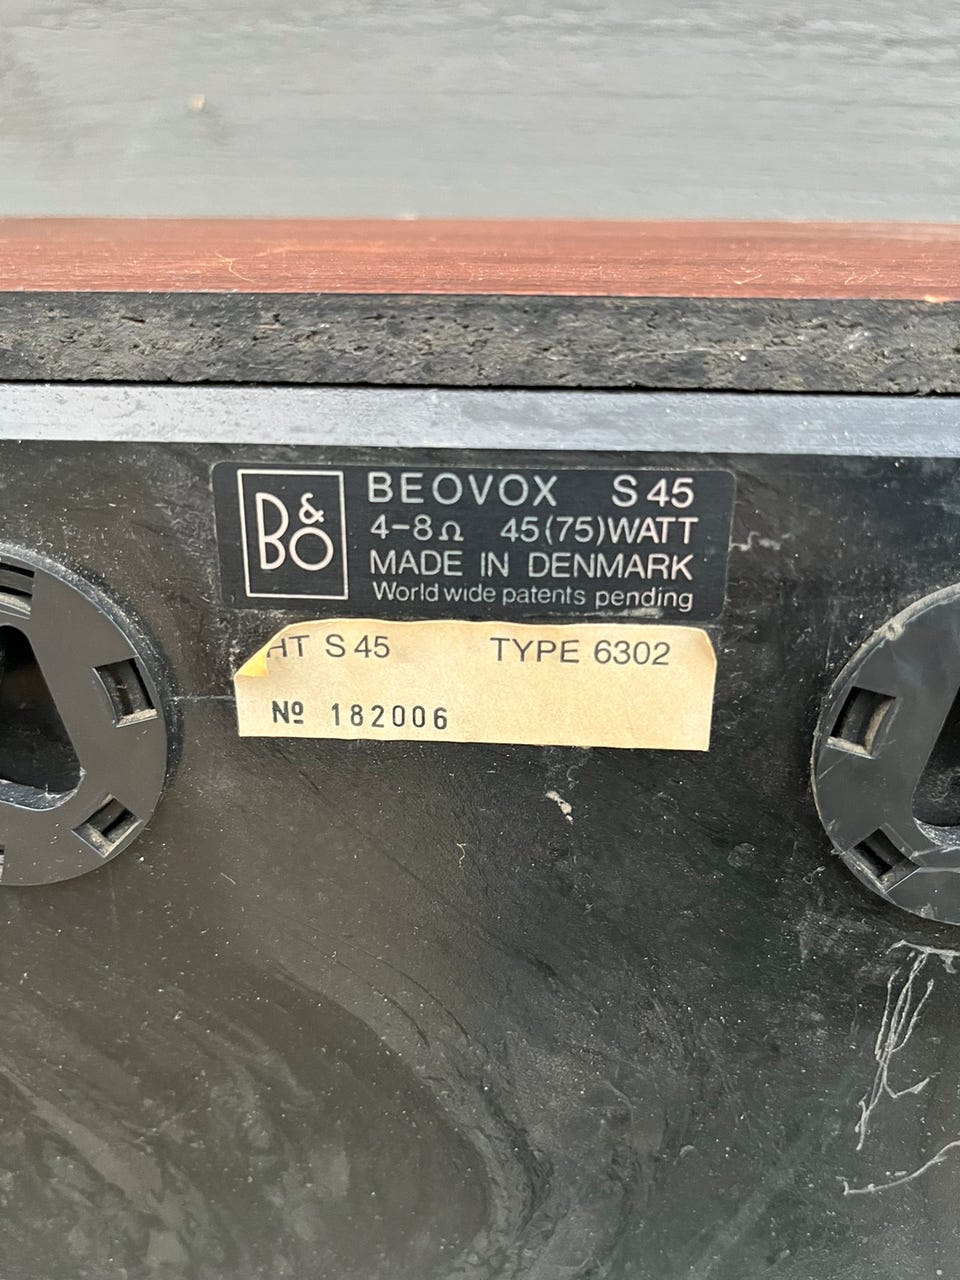 B&O
BEOVOX S45
4-8Ω 45(75)WATT
MADE IN DENMARK
World wide patents pending
HT S 45 TYPE 6302
Nº 182006